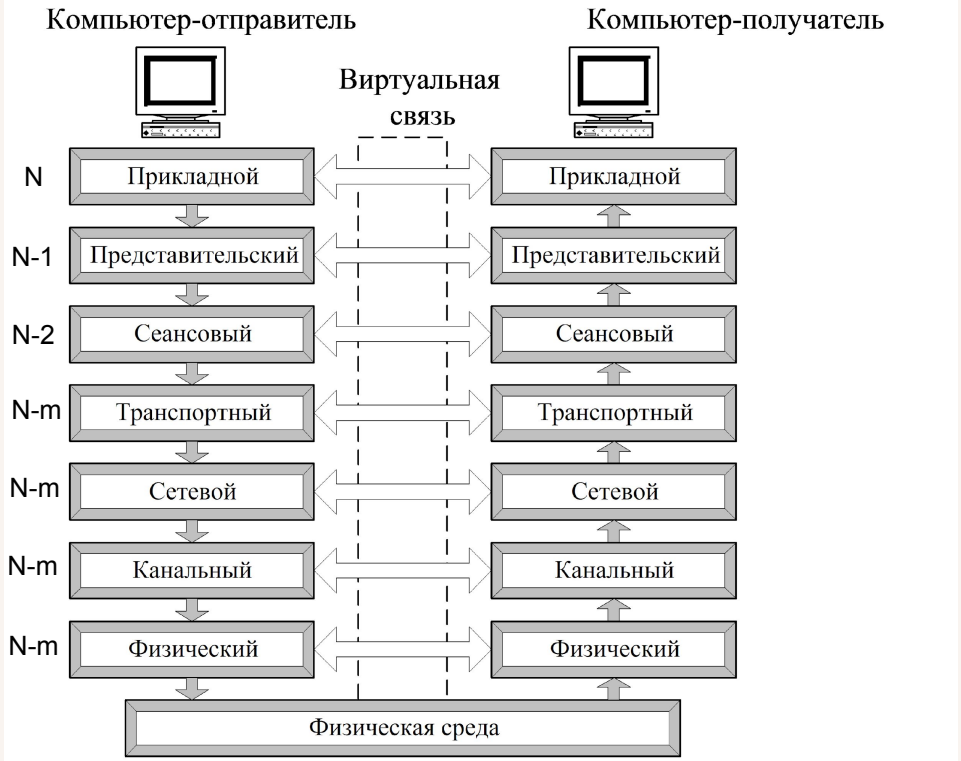 Компьютер-отправитель
Компьютер-получатель
Виртуальная
связь
N
Прикладной
Прикладной
N-1
Представительский
Представительский
N-2
Сеансовый
Сеансовый
N-m
Транспортный
Транспортный
N-m
Сетевой
Сетевой
N-m
Канальный
Канальный
N-m
Физический
Физический
Физическая среда